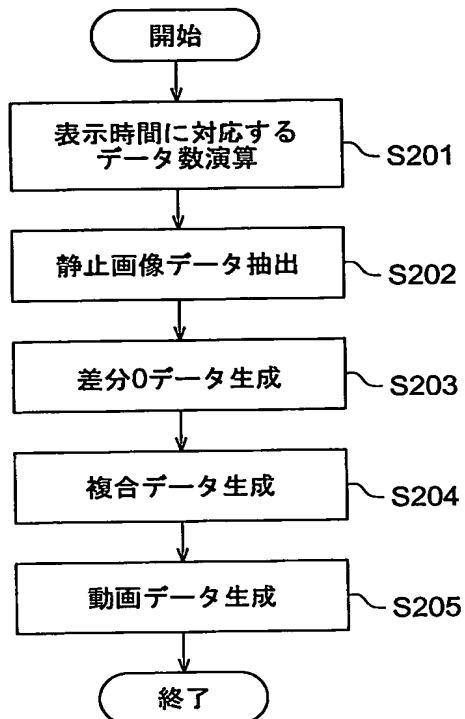 開始
表示時間に対応する
データ数演算
S201
静止画像データ抽出
S202
差分0データ生成
S203
複合データ生成
S204
動画データ生成
S205
終了